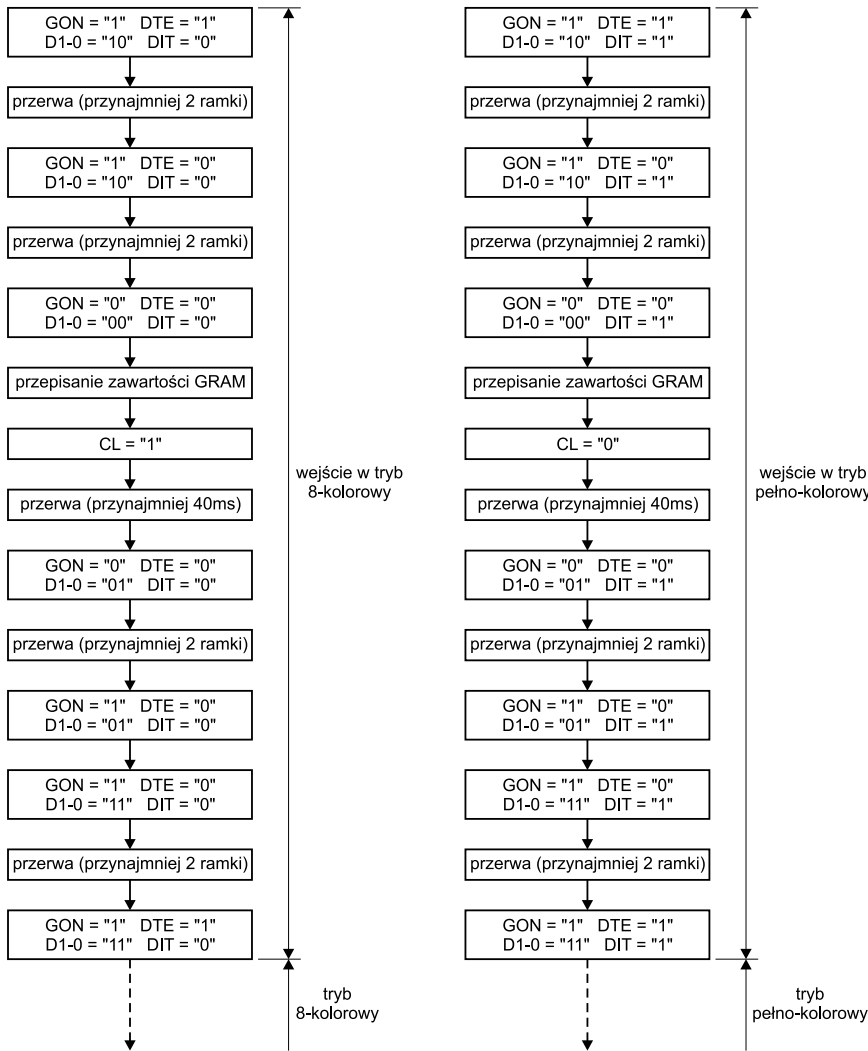 GON = "1" DTE = "1"
D1-0 = "10" DIT = "0"
przerwa (przynajmniej 2 ramki)
GON = "1" DTE = "0"
D1-0 = "10" DIT = "0"
przerwa (przynajmniej 2 ramki)
GON = "0" DTE = "0"
D1-0 = "00" DIT = "0"
przepisanie zawartości GRAM
CL = "1"
przerwa (przynajmniej 40ms)
GON = "0" DTE = "0"
D1-0 = "01" DIT = "0"
przerwa (przynajmniej 2 ramki)
GON = "1" DTE = "0"
D1-0 = "01" DIT = "0"
GON = "1" DTE = "0"
D1-0 = "11" DIT = "0"
przerwa (przynajmniej 2 ramki)
GON = "1" DTE = "1"
D1-0 = "11" DIT = "0"
wejście w tryb
8-kolorowy
tryb
8-kolorowy
GON = "1" DTE = "1"
D1-0 = "10" DIT = "1"
przerwa (przynajmniej 2 ramki)
GON = "1" DTE = "0"
D1-0 = "10" DIT = "1"
przerwa (przynajmniej 2 ramki)
GON = "0" DTE = "0"
D1-0 = "00" DIT = "1"
przepisanie zawartości GRAM
CL = "0"
przerwa (przynajmniej 40ms)
GON = "0" DTE = "0"
D1-0 = "01" DIT = "1"
przerwa (przynajmniej 2 ramki)
GON = "1" DTE = "0"
D1-0 = "01" DIT = "1"
GON = "1" DTE = "0"
D1-0 = "11" DIT = "1"
przerwa (przynajmniej 2 ramki)
GON = "1" DTE = "1"
D1-0 = "11" DIT = "1"
wejście w tryb
pełno-kolorowy
tryb
pełno-kolorowy